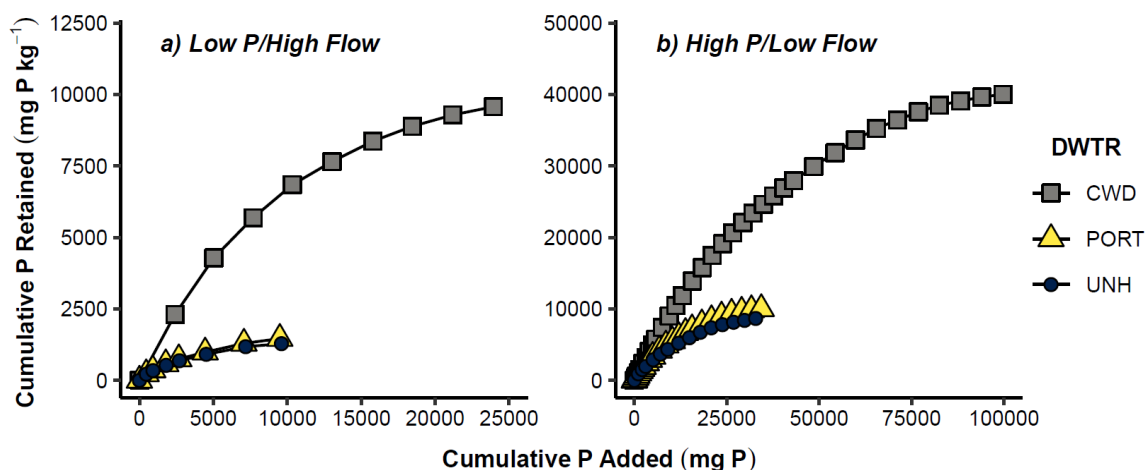 a) Low P/High Flow
b) High P/Low Flow
Cumulative P Retained (mg P kg⁻¹)
12500
10000
7500
5000
2500
0
0 5000 10000 15000 20000 25000
50000
40000
30000
20000
10000
0
0 25000 50000 75000 100000
Cumulative P Added (mg P)
DWTR
CWD
PORT
UNH